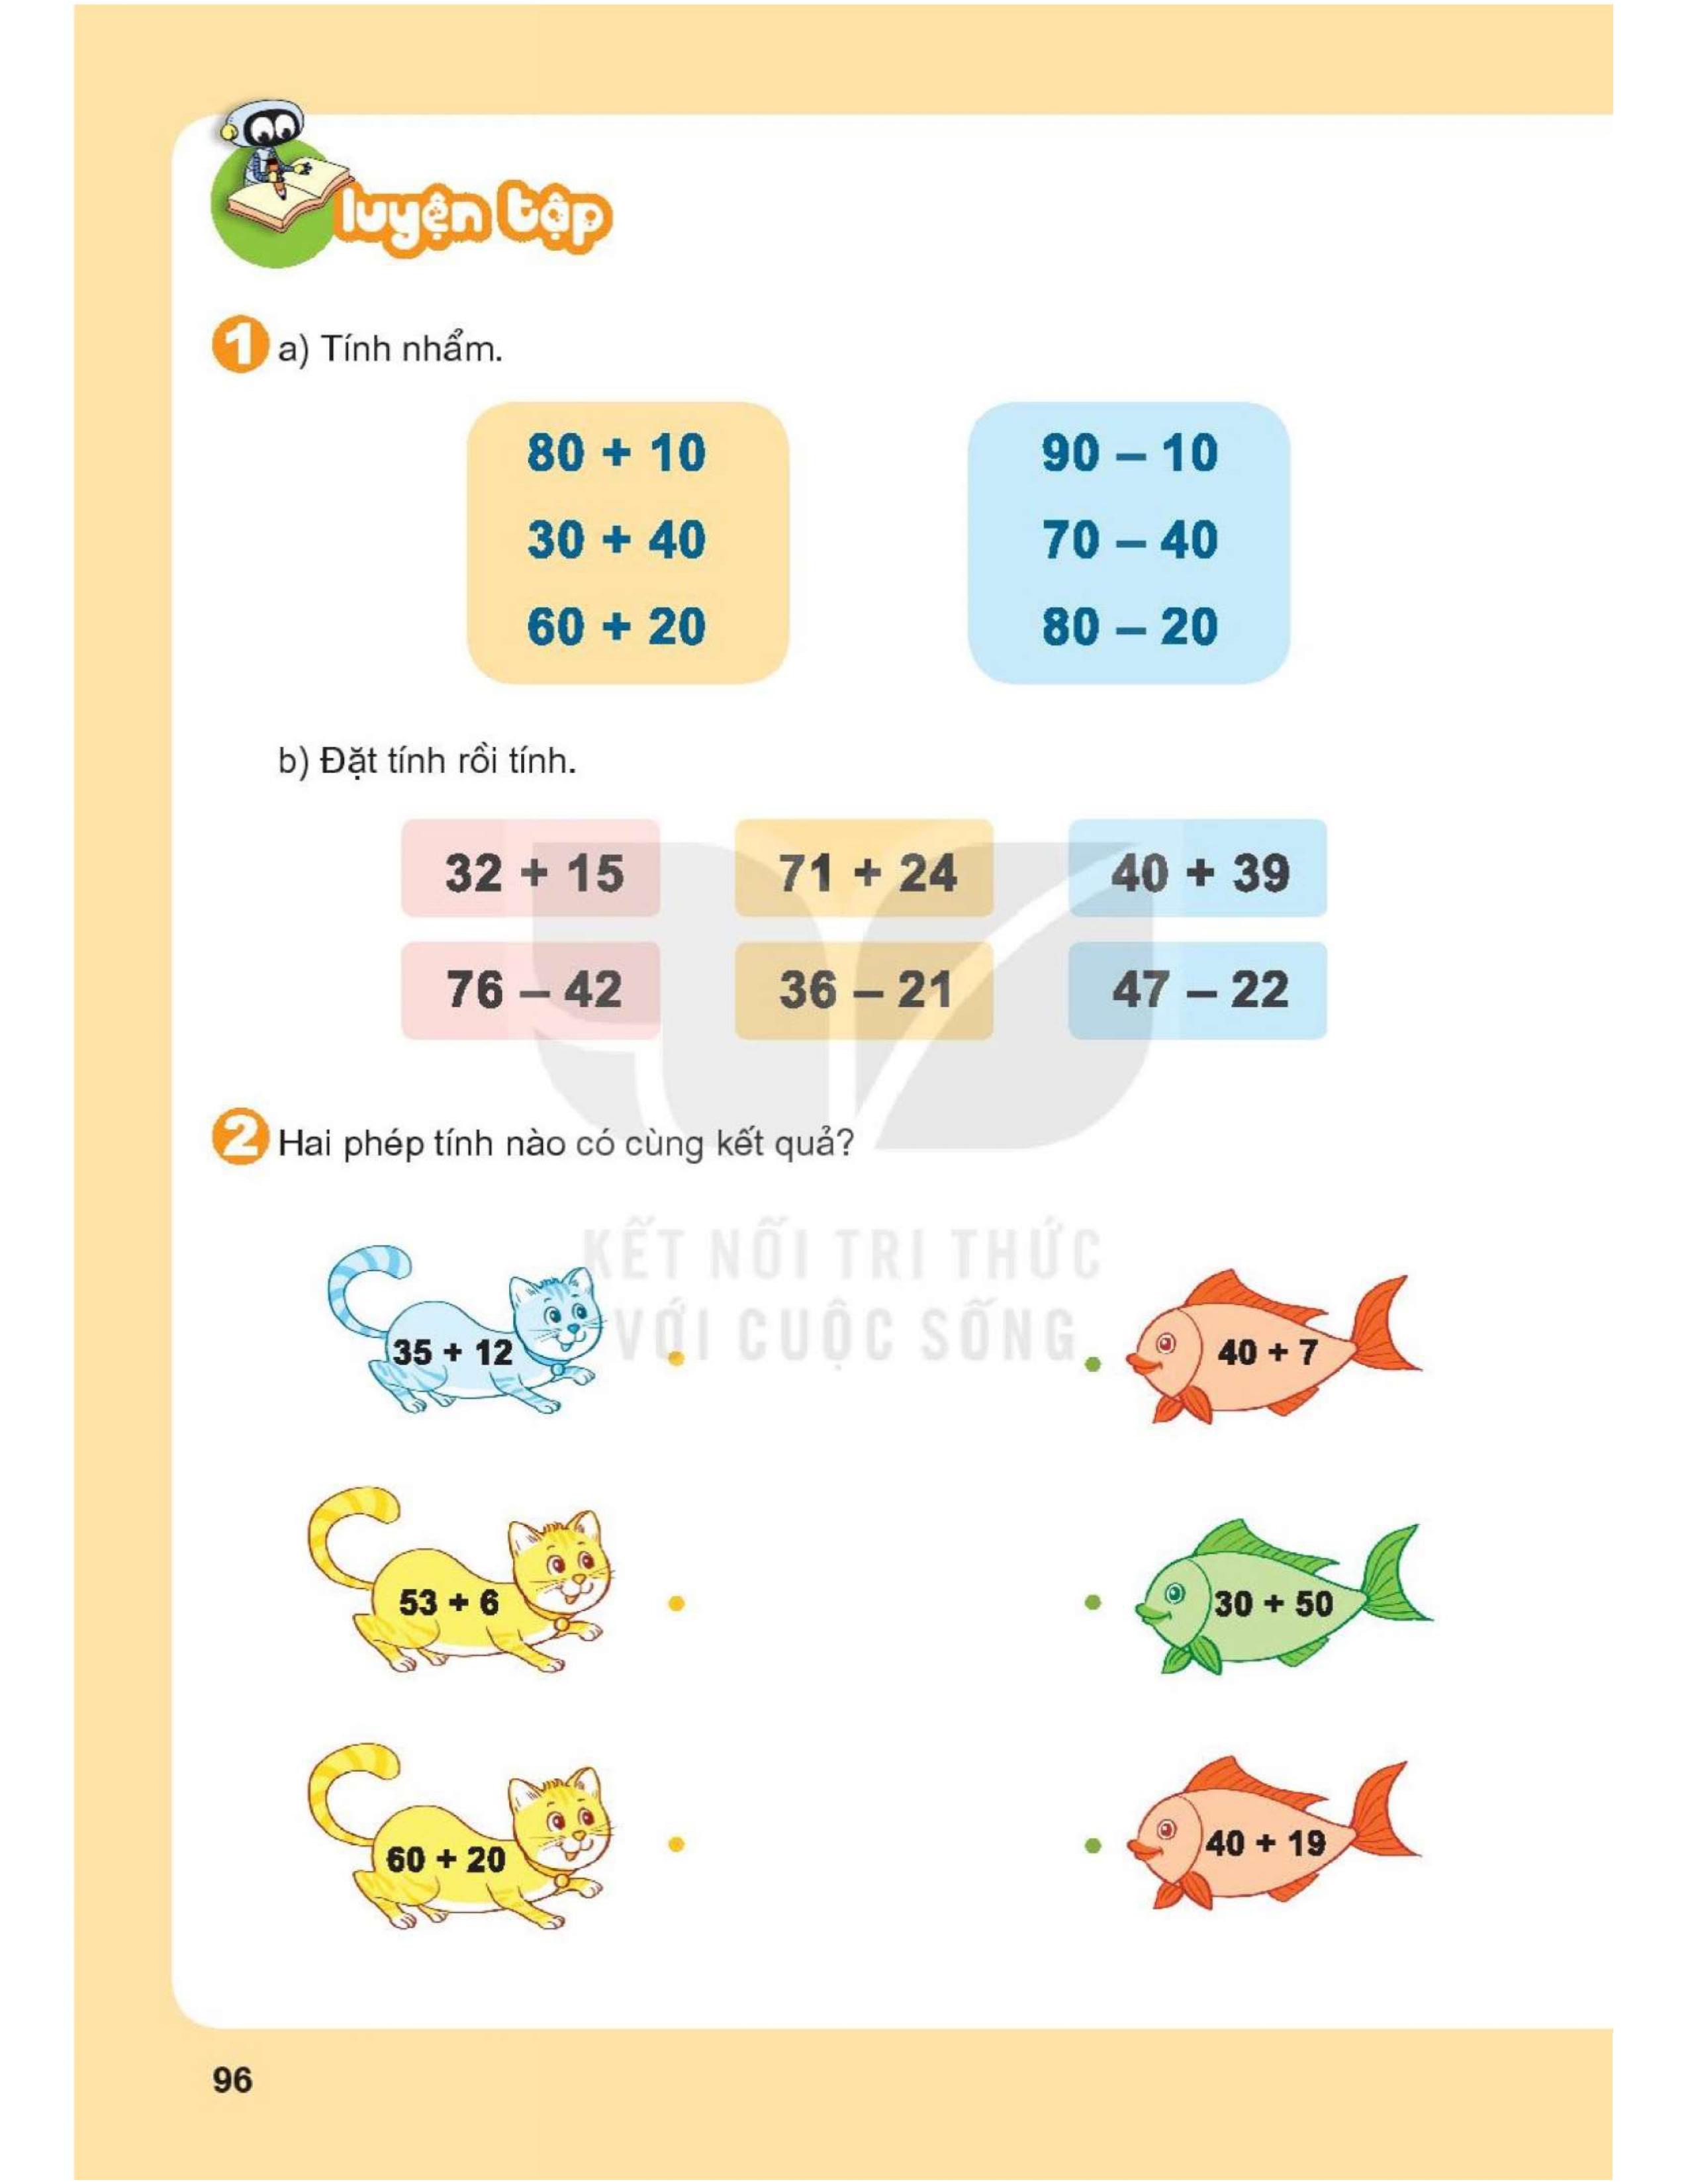 luyện tập
1 a) Tính nhẩm.
80 + 10 90 – 10
30 + 40 70 – 40
60 + 20 80 – 20
b) Đặt tính rồi tính.
32 + 15 71 + 24 40 + 39
76 – 42 36 – 21 47 – 22
2 Hai phép tính nào có cùng kết quả?
KẾT NỐI TRI THỨC
VỚI CUỘC SỐNG
35 + 12 40 + 7
53 + 6 30 + 50
60 + 20 40 + 19
96